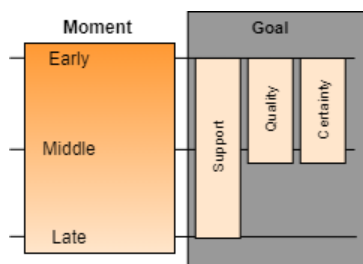 Moment
Goal
Early
Middle
Late
Support
Quality
Certainty